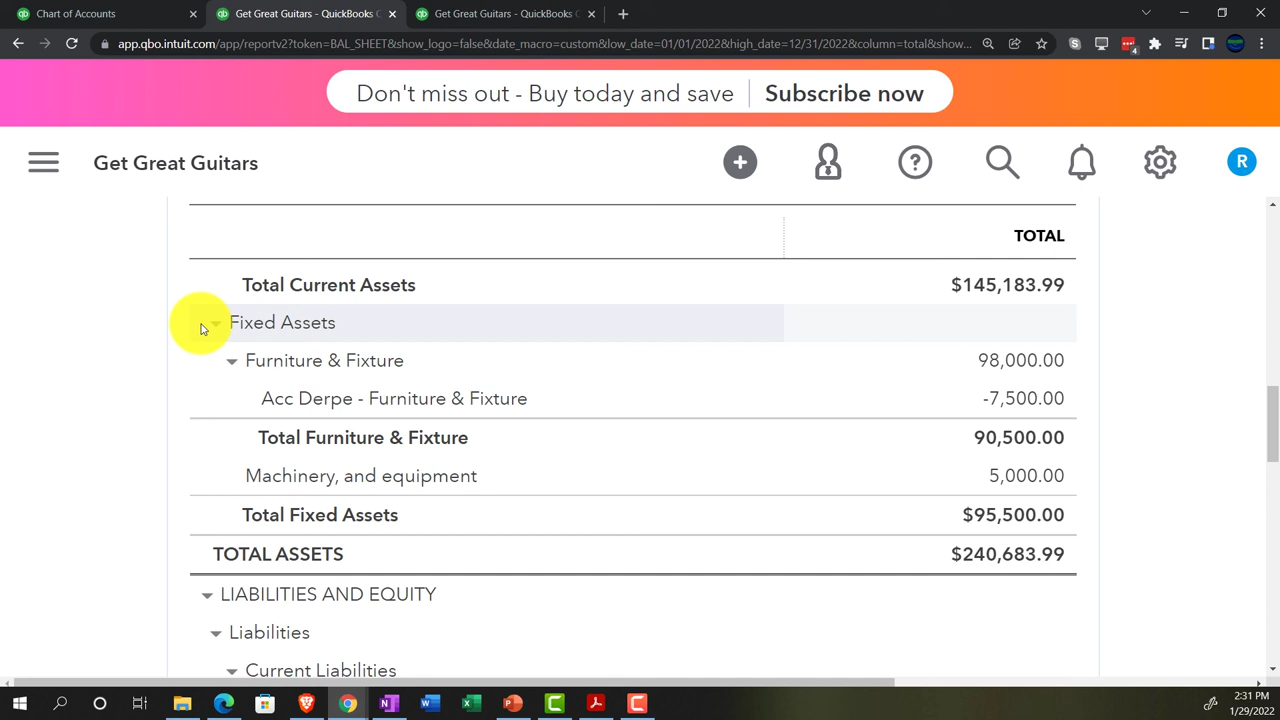 Chart of Accounts
Get Great Guitars - QuickBooks O
Get Great Guitars - QuickBooks O
app.qbo.intuit.com/app/reportv2?token=BAL_SHEET&show_logo=false&date_macro=custom&low_date=01/01/2022&high_date=12/31/2022&column=total&show...
4
Don't miss out - Buy today and save
Subscribe now
Get Great Guitars
R
TOTAL
Total Current Assets $145,183.99
Fixed Assets
Furniture & Fixture 98,000.00
Acc Derpe - Furniture & Fixture -7,500.00
Total Furniture & Fixture 90,500.00
Machinery, and equipment 5,000.00
Total Fixed Assets $95,500.00
TOTAL ASSETS $240,683.99
LIABILITIES AND EQUITY
Liabilities
Current Liabilities
2:31 PM
1/29/2022